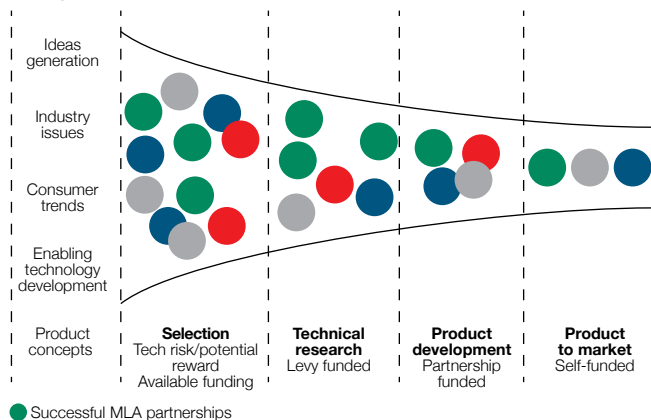 Ideas
generation
Industry
issues
Consumer
trends
Enabling
technology
development
Product
concepts
Selection
Tech risk/potential
reward
Available funding
Technical
research
Levy funded
Product
development
Partnership
funded
Product
to market
Self-funded
Successful MLA partnerships